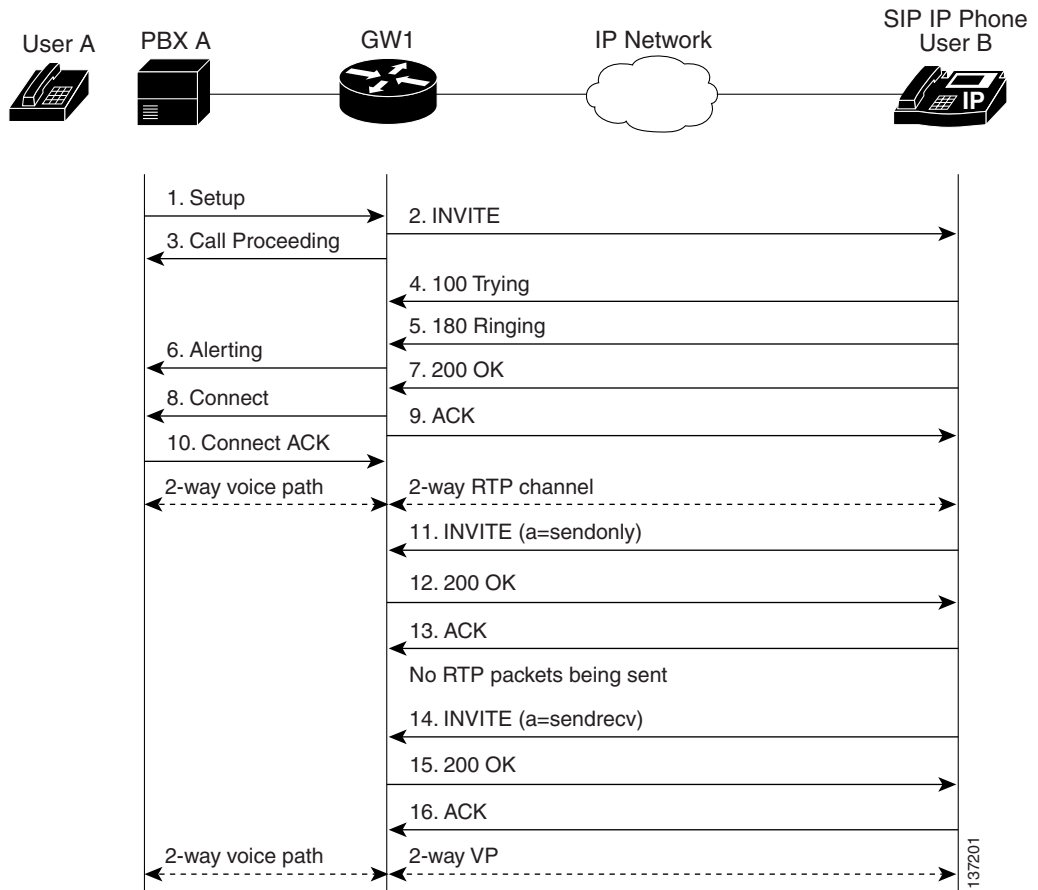 User A
PBX A
GW1
IP Network
SIP IP Phone
User B
IP
1. Setup
2. INVITE
3. Call Proceeding
4. 100 Trying
5. 180 Ringing
6. Alerting
7. 200 OK
8. Connect
9. ACK
10. Connect ACK
2-way voice path
2-way RTP channel
11. INVITE (a=sendonly)
12. 200 OK
13. ACK
No RTP packets being sent
14. INVITE (a=sendrecv)
15. 200 OK
16. ACK
2-way voice path
2-way VP
137201